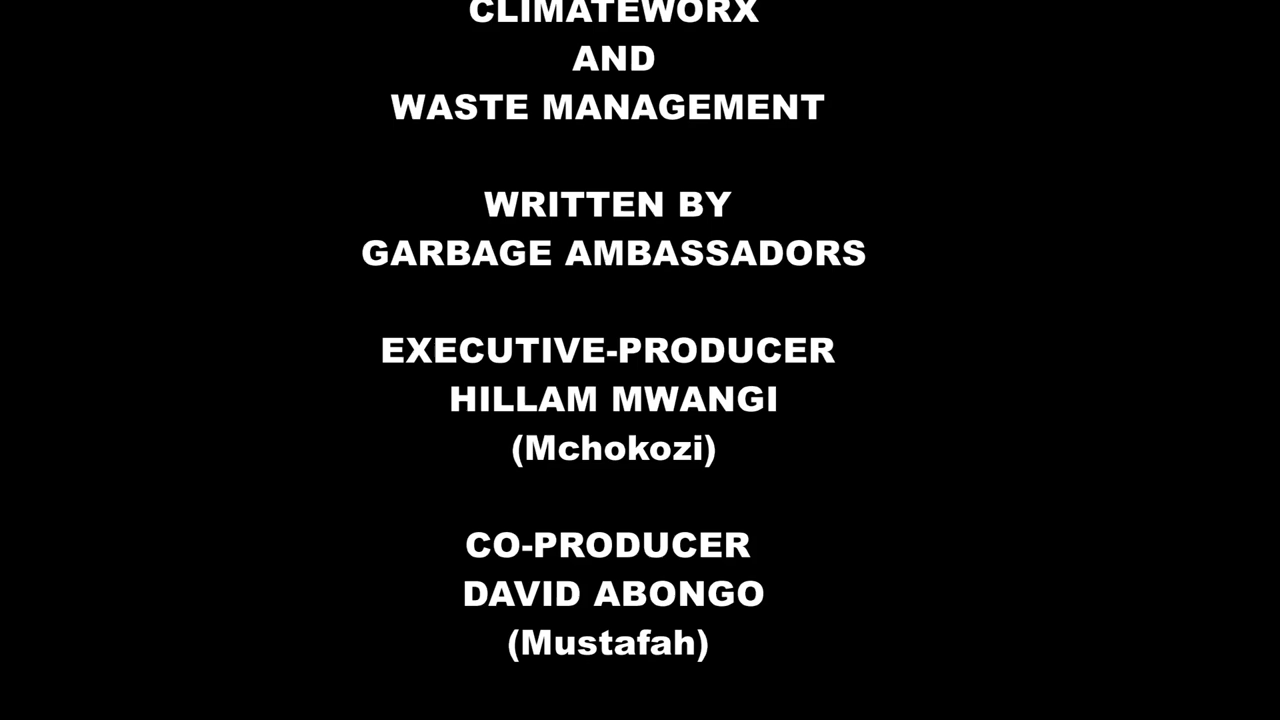 CLIMATEWORX
AND
WASTE MANAGEMENT
WRITTEN BY
GARBAGE AMBASSADORS
EXECUTIVE-PRODUCER
HILLAM MWANGI
(Mchokozi)
CO-PRODUCER
DAVID ABONGO
(Mustafah)